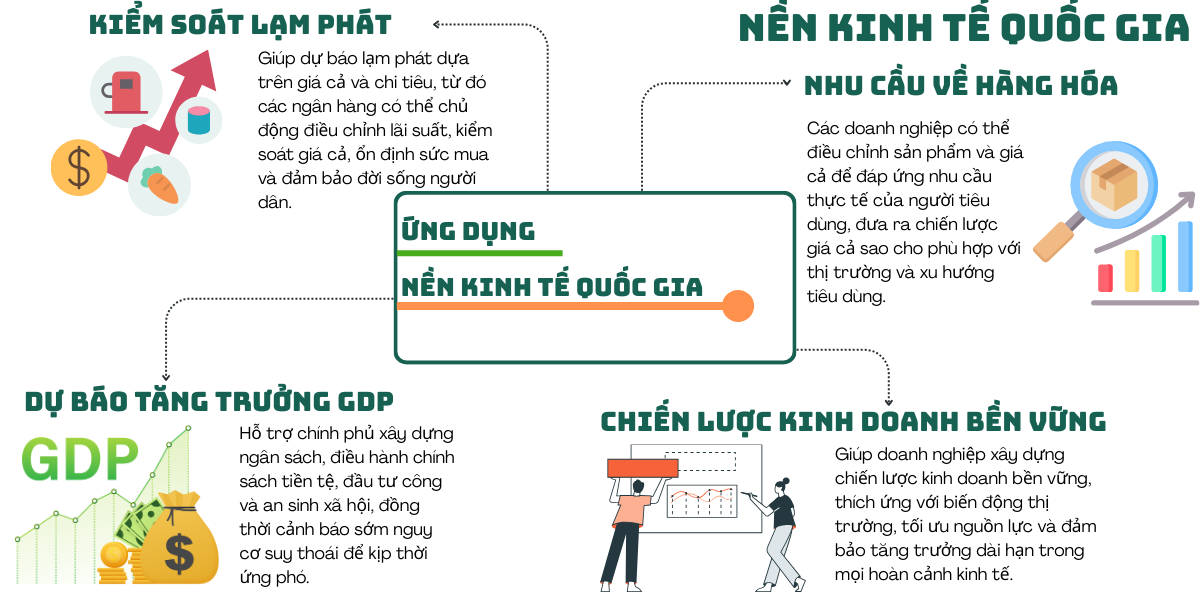 NỀN KINH TẾ QUỐC GIA
KIỂM SOÁT LẠM PHÁT
Giúp dự báo lạm phát dựa
trên giá cả và chi tiêu, từ đó
các ngân hàng có thể chủ
động điều chỉnh lãi suất, kiểm
soát giá cả, ổn định sức mua
và đảm bảo đời sống người
dân.
NHU CẦU VỀ HÀNG HÓA
Các doanh nghiệp có thể
điều chỉnh sản phẩm và giá
cả để đáp ứng nhu cầu
thực tế của người tiêu
dùng, đưa ra chiến lược
giá cả sao cho phù hợp với
thị trường và xu hướng
tiêu dùng.
ỨNG DỤNG
NỀN KINH TẾ QUỐC GIA
DỰ BÁO TĂNG TRƯỞNG GDP
GDP
Hỗ trợ chính phủ xây dựng
ngân sách, điều hành chính
sách tiền tệ, đầu tư công
và an sinh xã hội, đồng
thời cảnh báo sớm nguy
cơ suy thoái để kịp thời
ứng phó.
CHIẾN LƯỢC KINH DOANH BỀN VỮNG
Giúp doanh nghiệp xây dựng
chiến lược kinh doanh bền vững,
thích ứng với biến động thị
trường, tối ưu nguồn lực và đảm
bảo tăng trưởng dài hạn trong
mọi hoàn cảnh kinh tế.